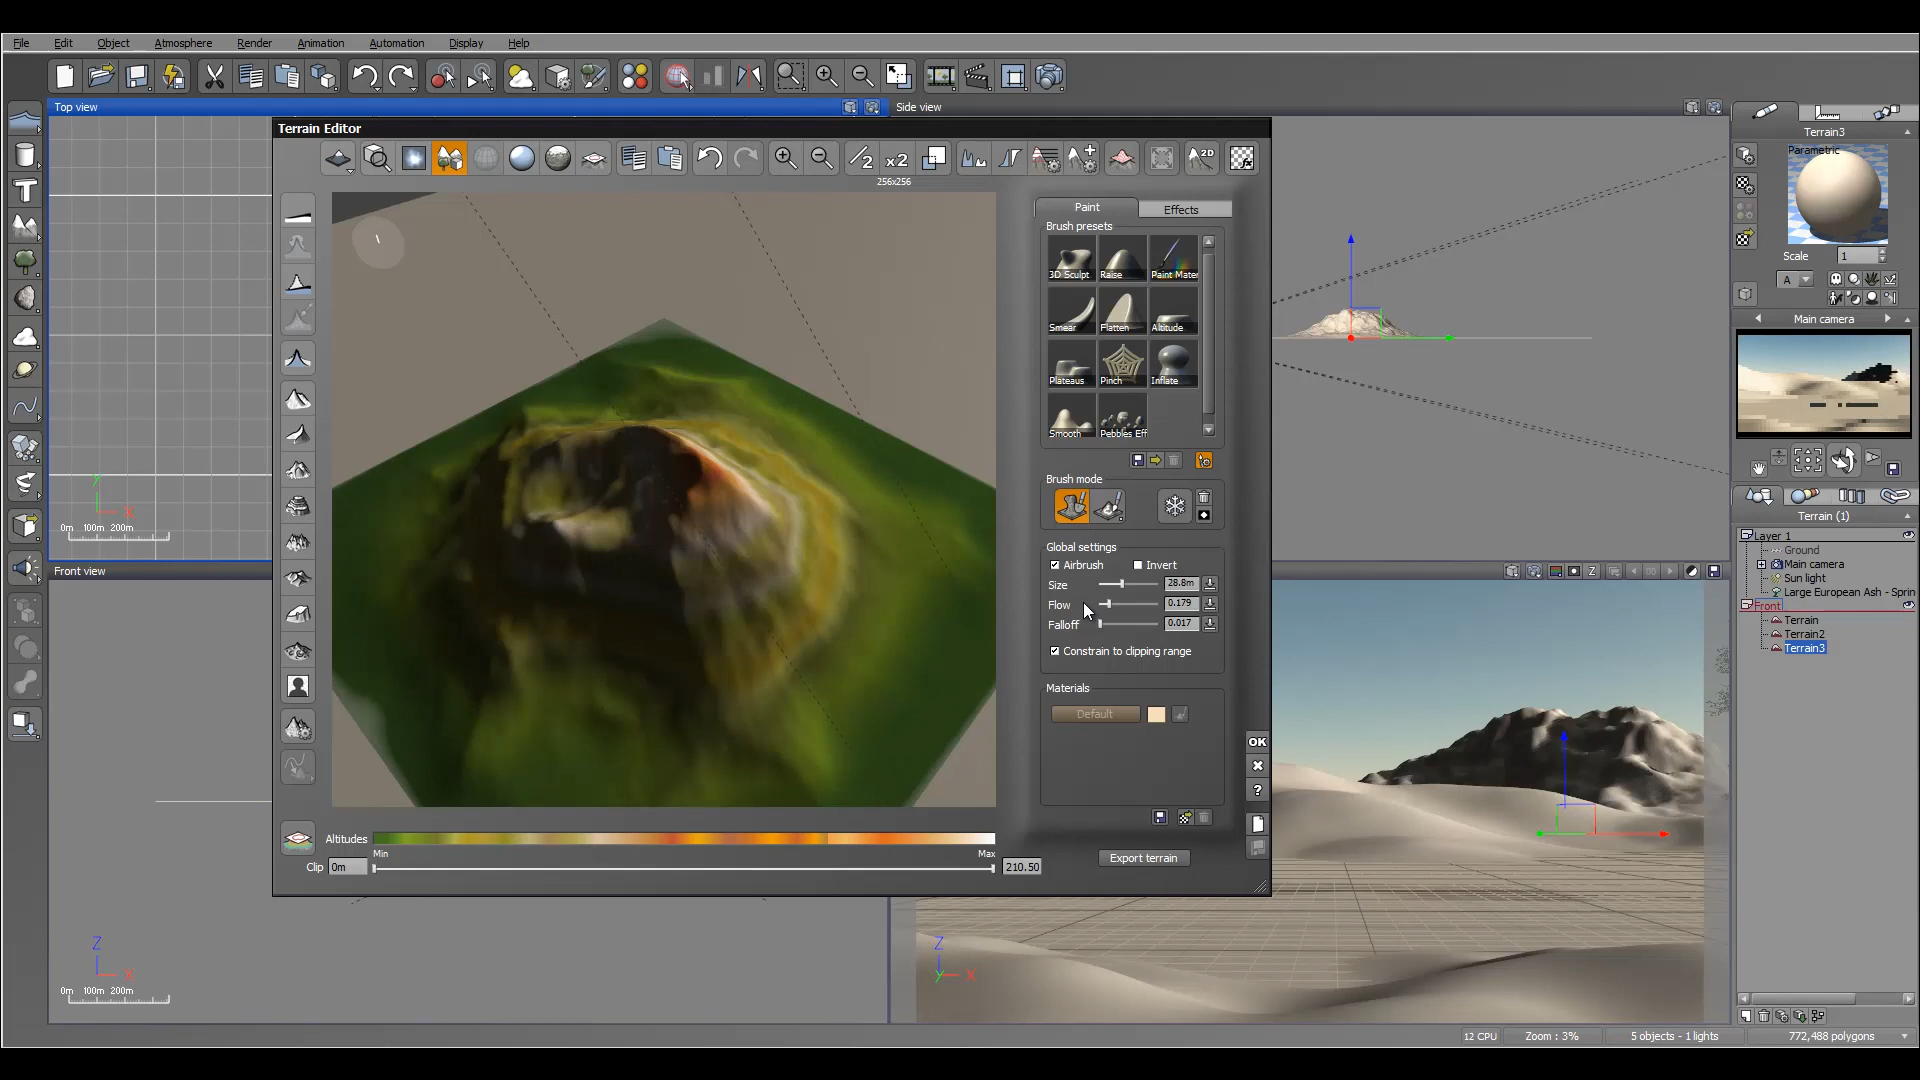 File Edit Object Atmosphere Render Animation Automation Display Help
Top view
Side view
Terrain Editor
256x256
Paint Effects
Brush presets
3D Sculpt Raise Paint Mater
Smear Flatten Altitude
Plateaus Pinch Inflate
Smooth Pebbles Eff
Brush mode
Global settings
Airbrush Invert
Size 28.8m
Flow 0.179
Falloff 0.017
Constrain to clipping range
Materials
Default
OK
?
Altitudes
Min Max
Clip 0m 210.50
Export terrain
Y
X
0m 100m 200m
Front view
Z
X
0m 100m 200m
Z
Y X
Terrain3
Parametric
Scale 1
A
Main camera
Terrain (1)
Layer 1
Ground
Main camera
Sun light
Large European Ash - Sprin
Front
Terrain
Terrain2
Terrain3
12 CPU Zoom : 3% 5 objects - 1 lights 772,488 polygons